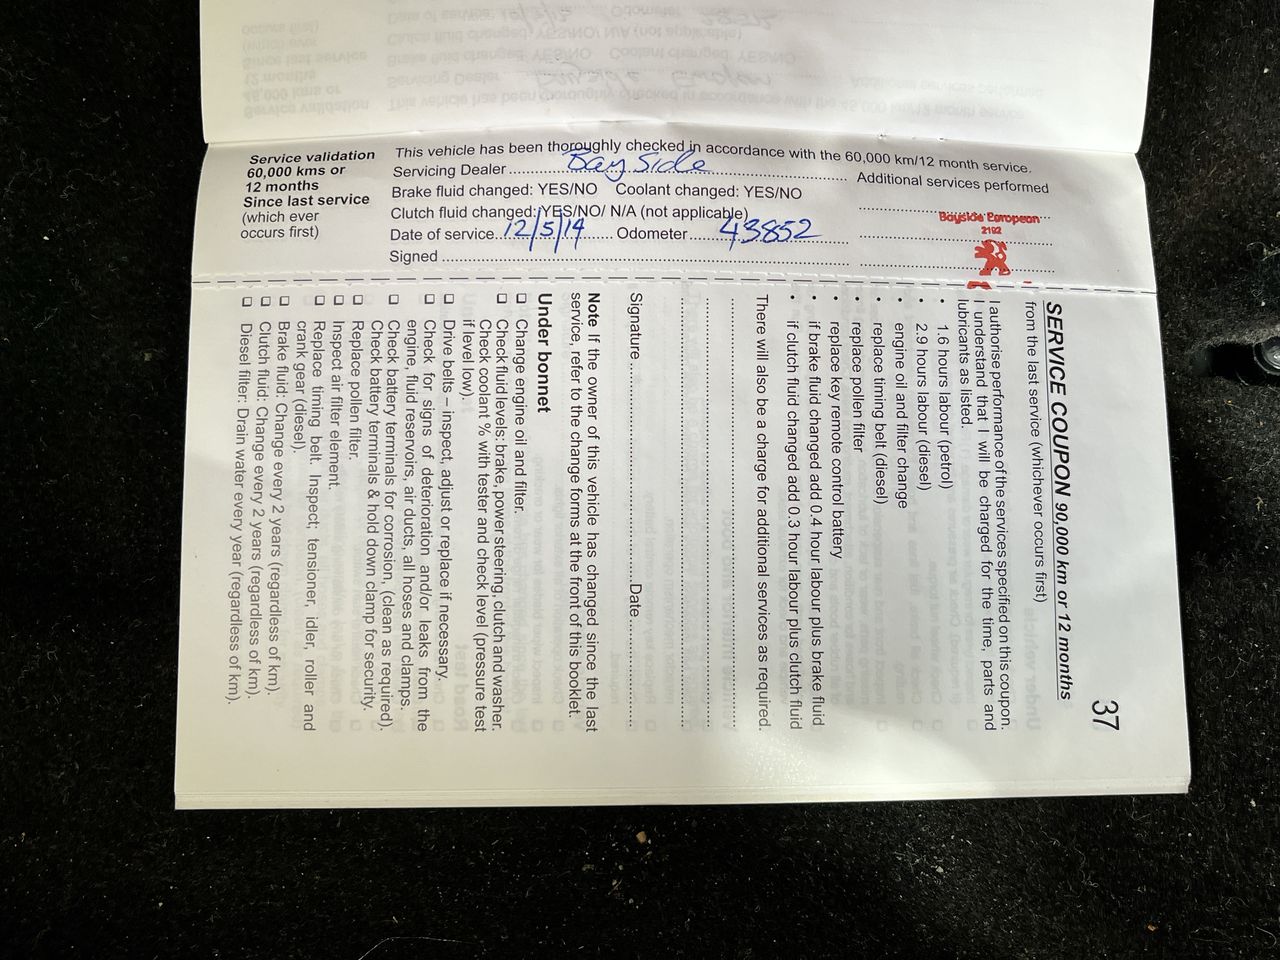 Service validation
60,000 kms or
12 months
Since last service
(which ever
occurs first)
This vehicle has been thoroughly checked in accordance with the 60,000 km/12 month service.
Servicing Dealer Bay Side
Additional services performed
Brake fluid changed: YES/NO Coolant changed: YES/NO
Clutch fluid changed: YES/NO/ N/A (not applicable)
Date of service 12/5/14 Odometer 43852
Signed
Bayside European
2192
37
SERVICE COUPON 90,000 km or 12 months
from the last service (whichever occurs first)
I authorise performance of the services specified on this coupon.
I understand that I will be charged for the time, parts and
lubricants as listed.
• 1.6 hours labour (petrol)
• 2.9 hours labour (diesel)
• engine oil and filter change
• replace timing belt (diesel)
• replace pollen filter
• replace key remote control battery
• if brake fluid changed add 0.4 hour labour plus brake fluid
• if clutch fluid changed add 0.3 hour labour plus clutch fluid
There will also be a charge for additional services as required.
Signature Date
Note If the owner of this vehicle has changed since the last
service, refer to the change forms at the front of this booklet.
Under bonnet
Change engine oil and filter.
Check fluid levels: brake, power steering, clutch and washer.
Check coolant % with tester and check level (pressure test
if level low).
Drive belts – inspect, adjust or replace if necessary.
Check for signs of deterioration and/or leaks from the
engine, fluid reservoirs, air ducts, all hoses and clamps.
Check battery terminals for corrosion, (clean as required).
Check battery terminals & hold down clamp for security.
Replace pollen filter.
Inspect air filter element.
Replace timing belt. Inspect; tensioner, idler, roller and
crank gear (diesel).
Brake fluid: Change every 2 years (regardless of km).
Clutch fluid: Change every 2 years (regardless of km).
Diesel filter: Drain water every year (regardless of km).